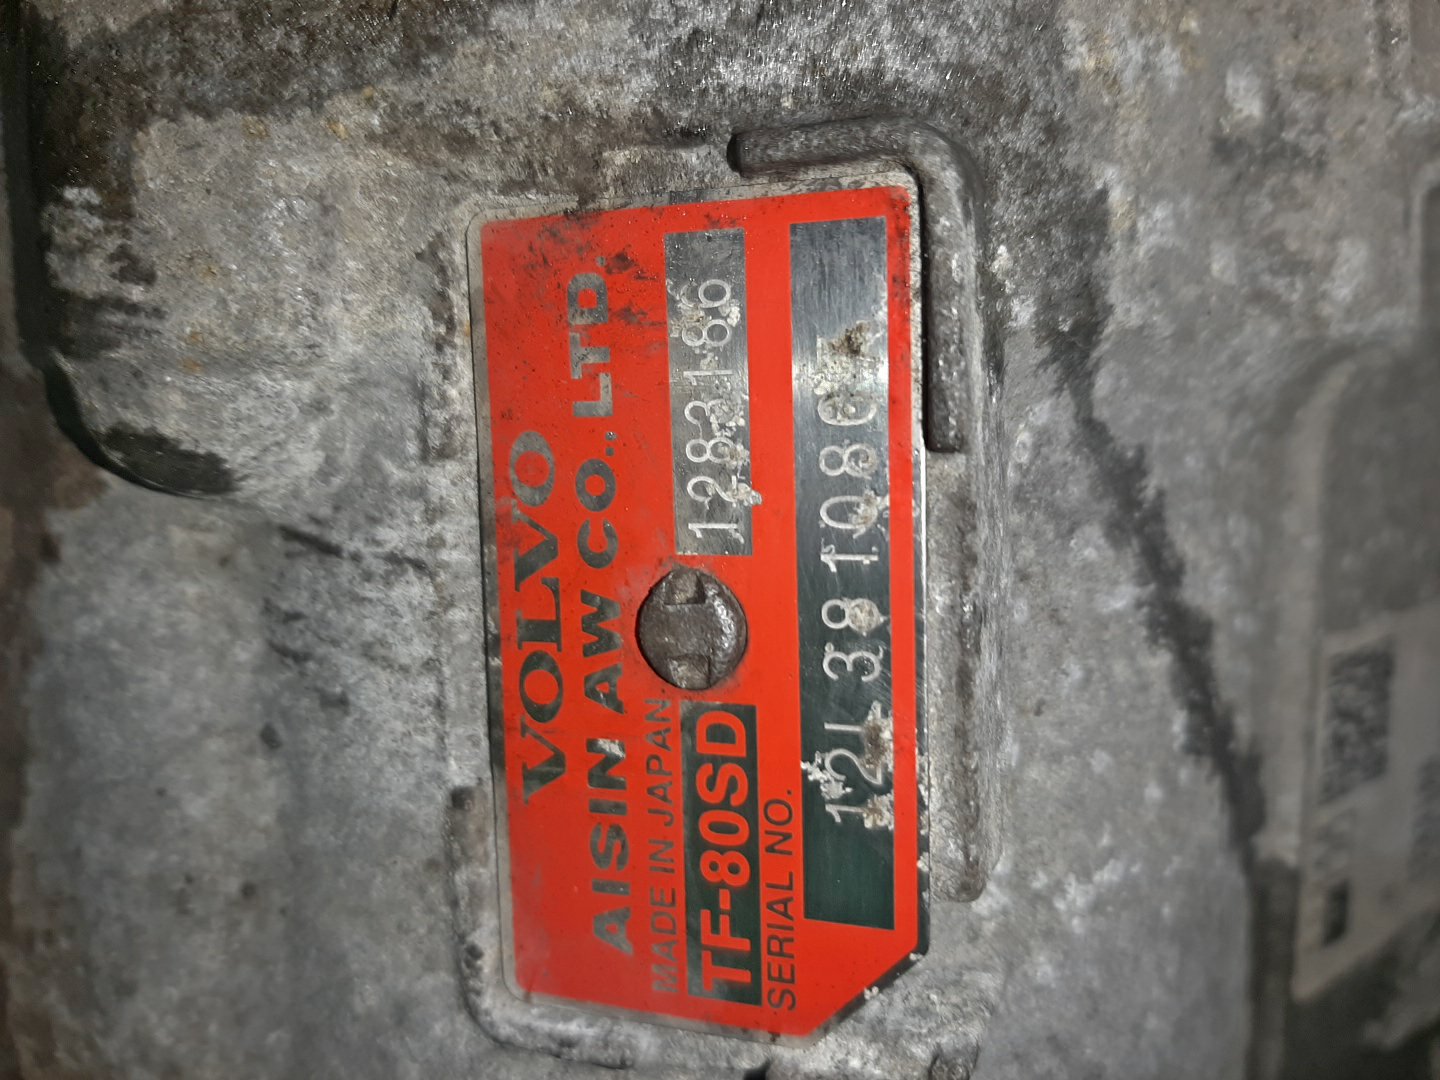 VOLVO
AISIN AW CO., LTD.
MADE IN JAPAN
TF-80SD
1283186
SERIAL NO.